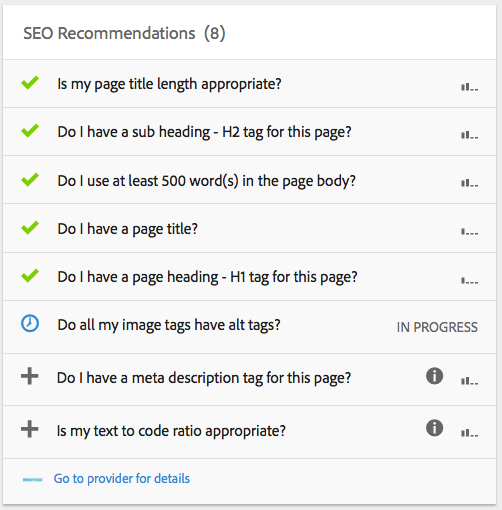 SEO Recommendations (8)
Is my page title length appropriate?
Do I have a sub heading - H2 tag for this page?
Do I use at least 500 word(s) in the page body?
Do I have a page title?
Do I have a page heading - H1 tag for this page?
Do all my image tags have alt tags? IN PROGRESS
Do I have a meta description tag for this page?
Is my text to code ratio appropriate?
Go to provider for details